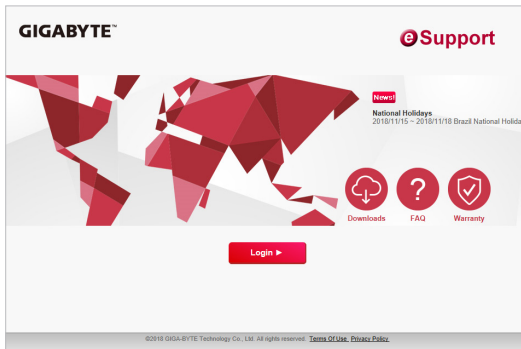 GIGABYTE™
eSupport
News!
National Holidays
2018/11/15 ~ 2018/11/18 Brazil National Holida
Downloads
FAQ
Warranty
Login ►
©2018 GIGA-BYTE Technology Co., Ltd. All rights reserved. Terms Of Use Privacy Policy